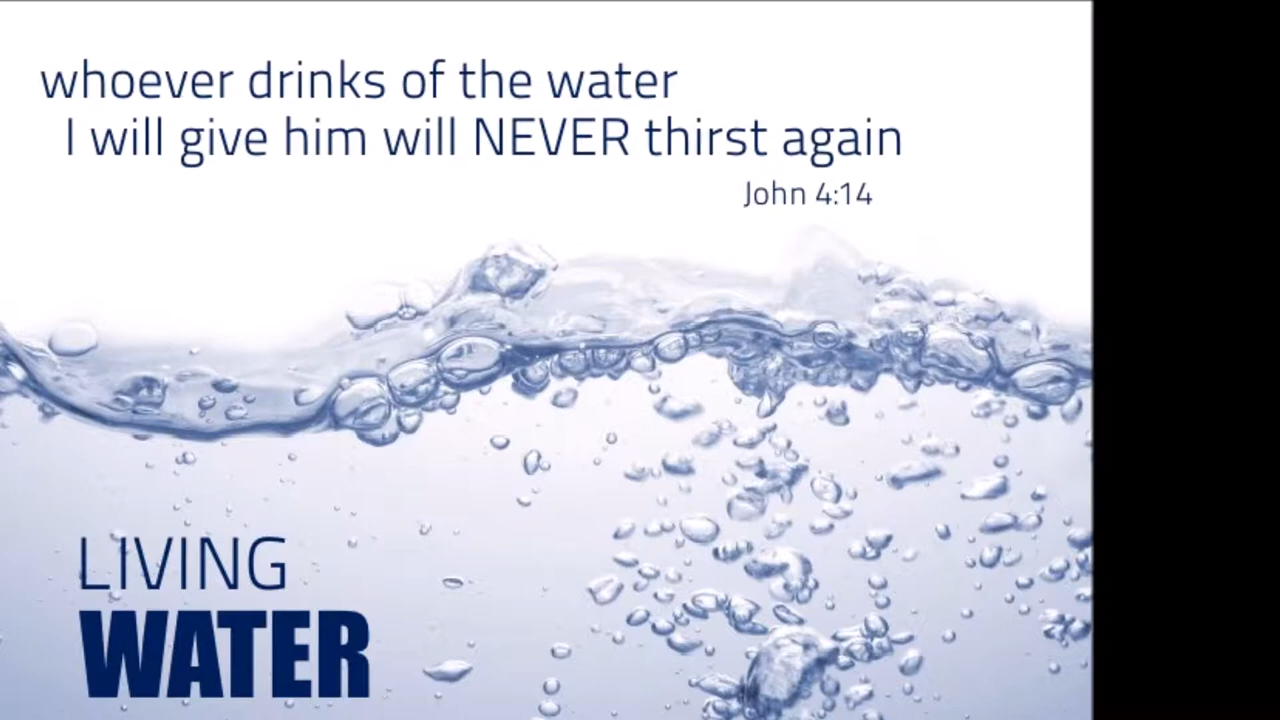 whoever drinks of the water
I will give him will NEVER thirst again
John 4:14
LIVING
WATER